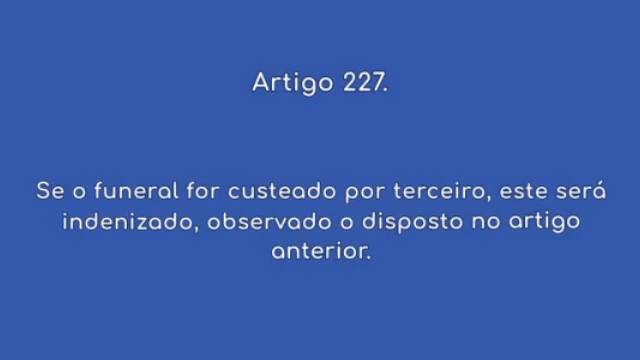 Artigo 227.
Se o funeral for custeado por terceiro, este será
indenizado, observado o disposto no artigo
anterior.